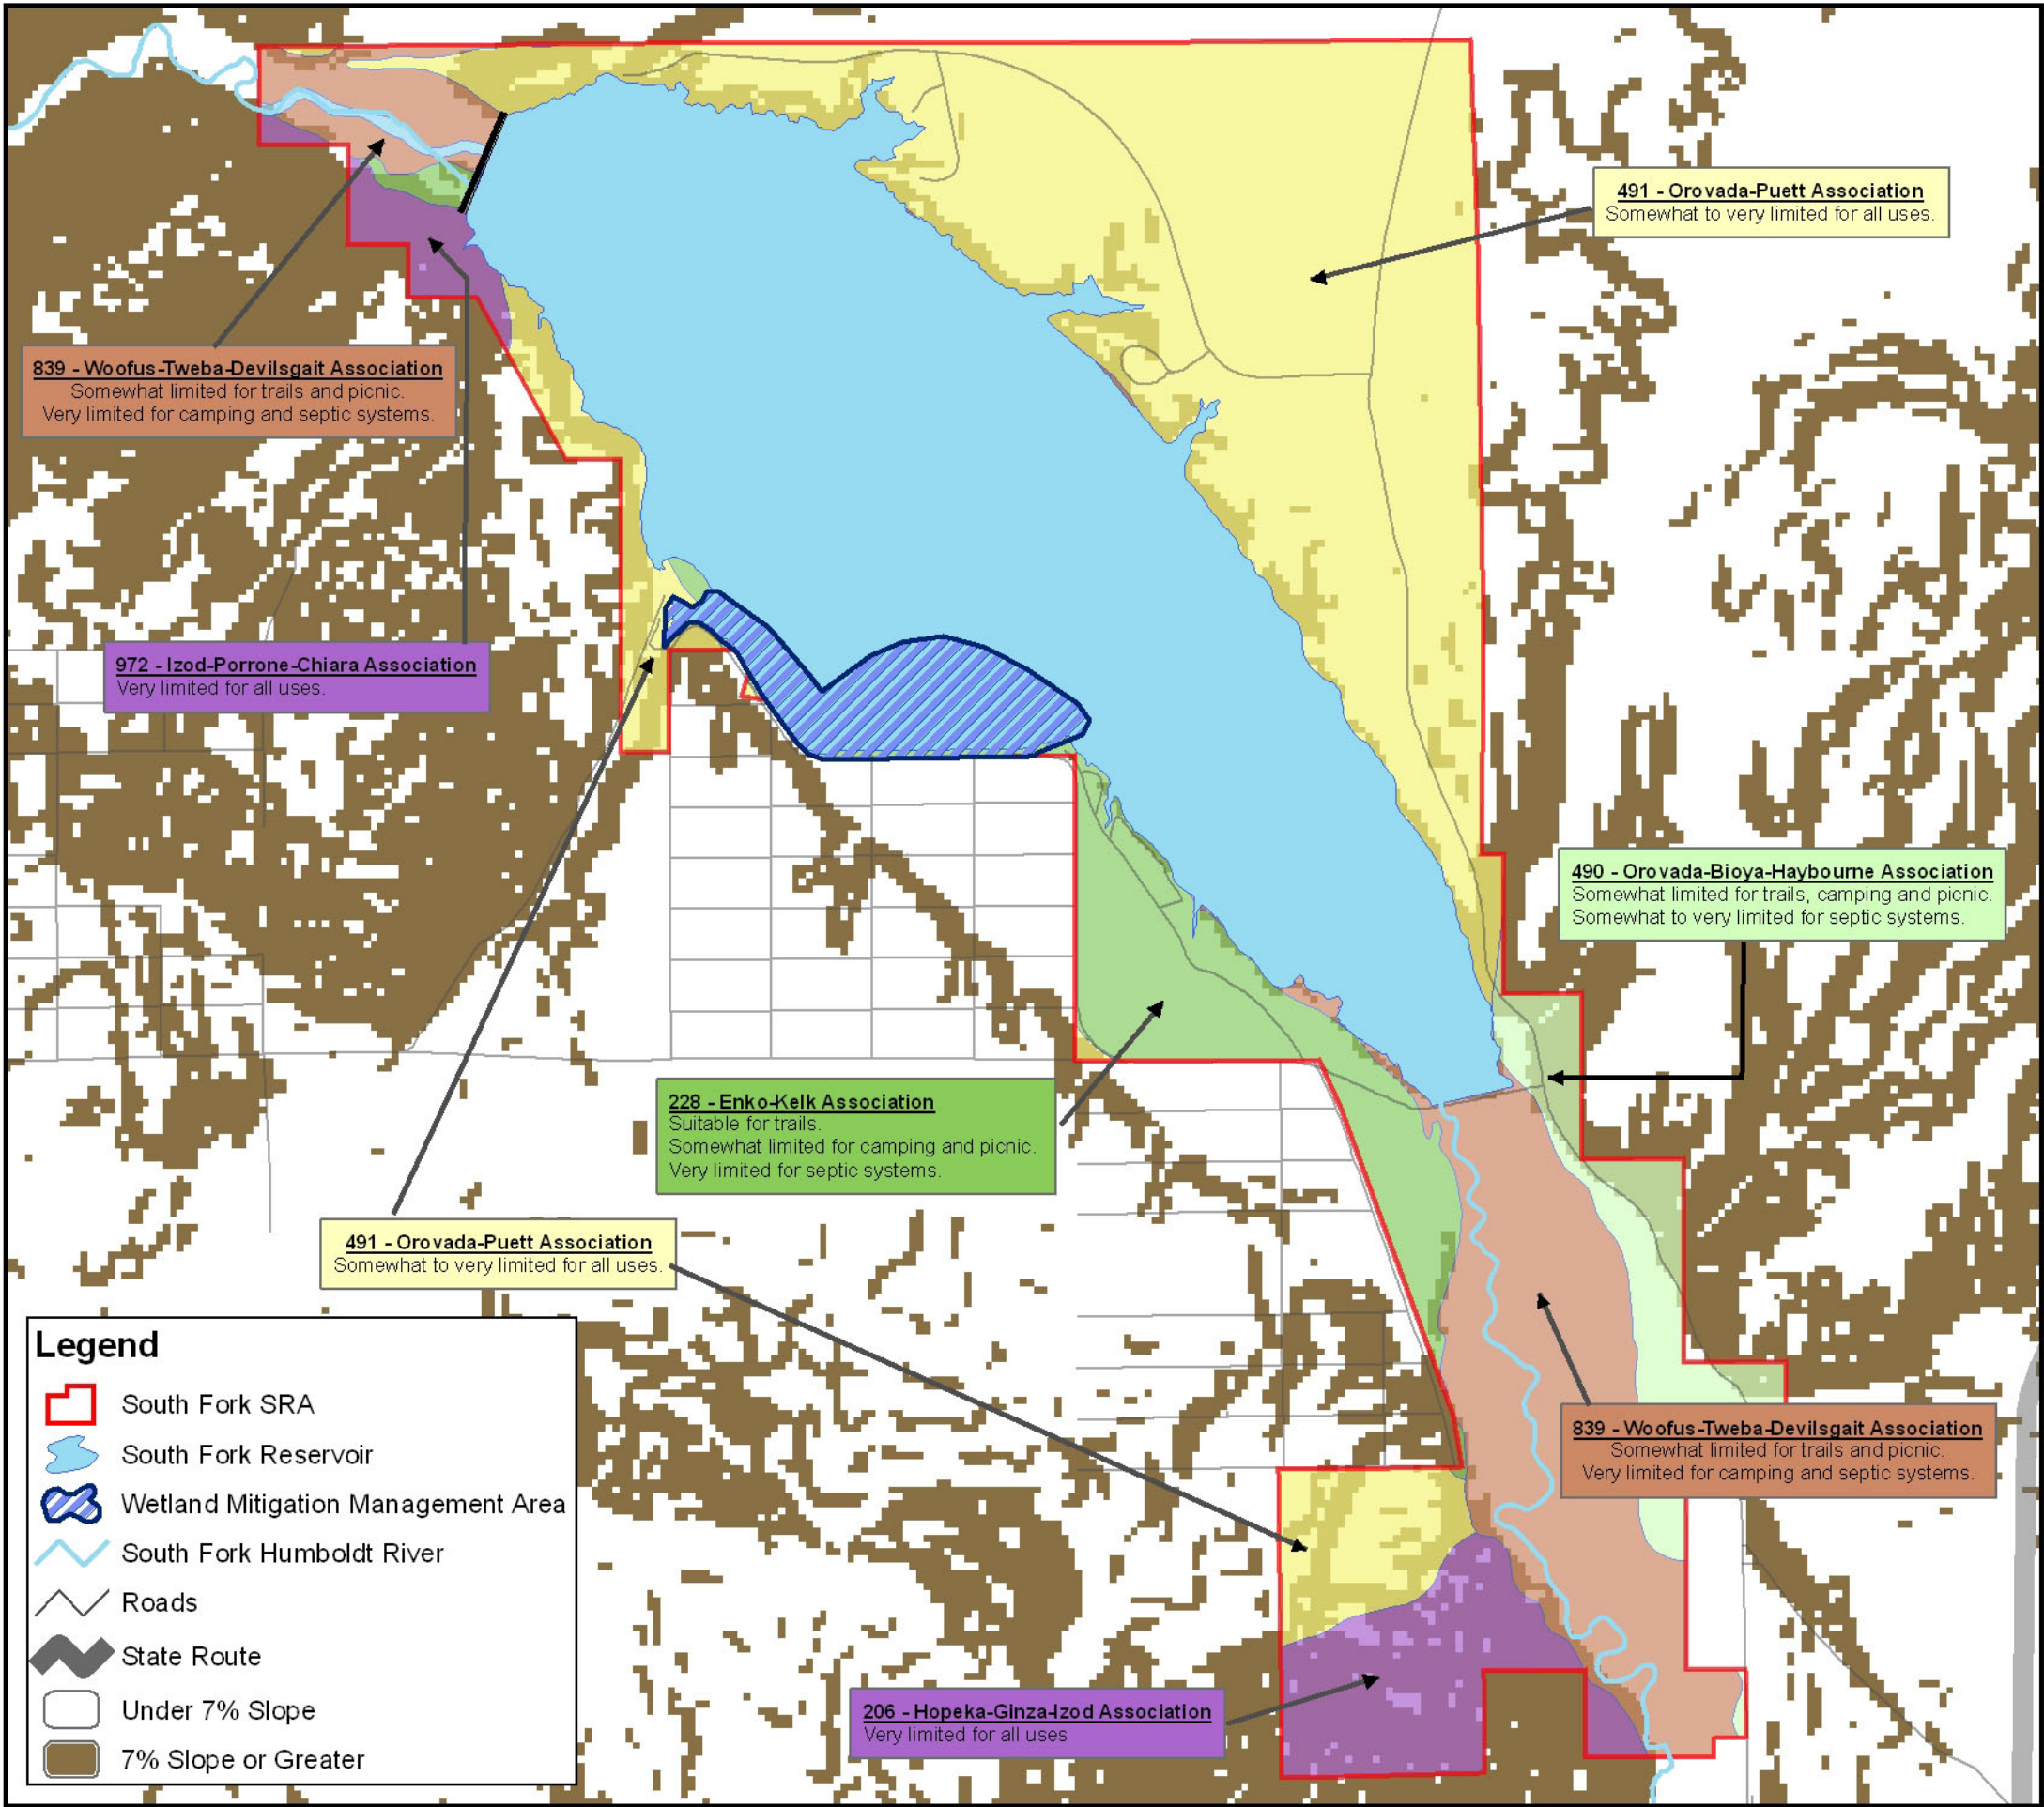 491 - Orovada-Puett Association
Somewhat to very limited for all uses.
839 - Woofus-Tweba-Devilsgait Association
Somewhat limited for trails and picnic.
Very limited for camping and septic systems.
972 - Izod-Porrone-Chiara Association
Very limited for all uses.
490 - Orovada-Bioya-Haybourne Association
Somewhat limited for trails, camping and picnic.
Somewhat to very limited for septic systems.
228 - Enko-Kelk Association
Suitable for trails.
Somewhat limited for camping and picnic.
Very limited for septic systems.
491 - Orovada-Puett Association
Somewhat to very limited for all uses.
839 - Woofus-Tweba-Devilsgait Association
Somewhat limited for trails and picnic.
Very limited for camping and septic systems.
206 - Hopeka-Ginza-Izod Association
Very limited for all uses
Legend
South Fork SRA
South Fork Reservoir
Wetland Mitigation Management Area
South Fork Humboldt River
Roads
State Route
Under 7% Slope
7% Slope or Greater